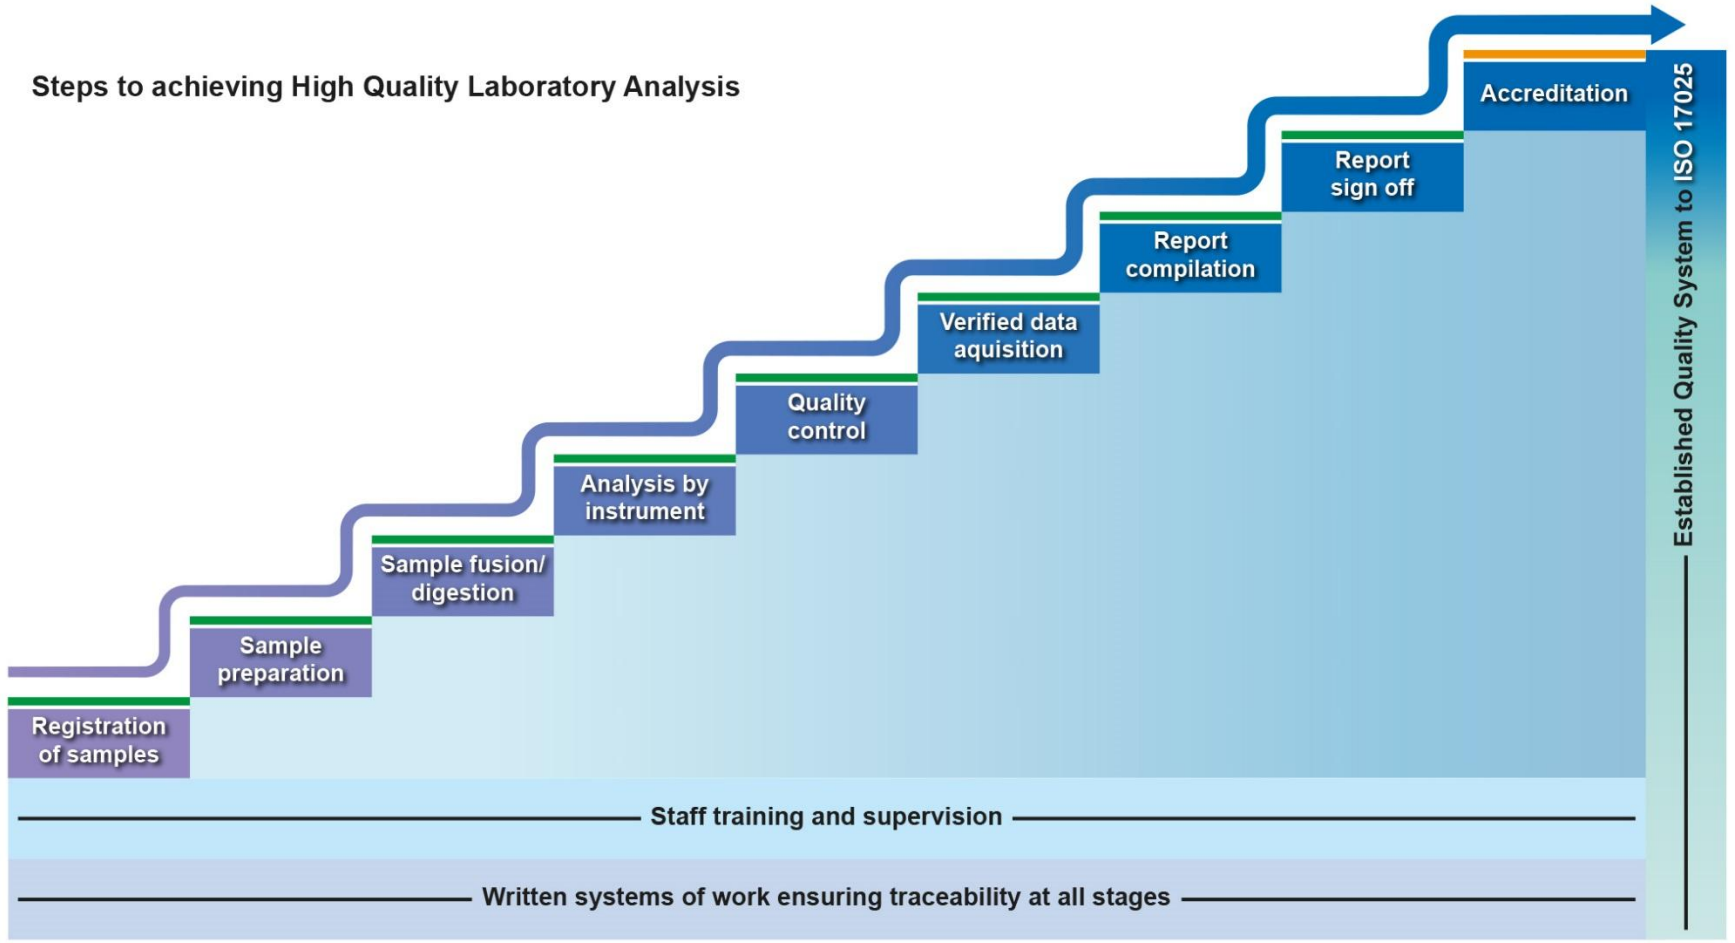 Steps to achieving High Quality Laboratory Analysis
Accreditation
Report
sign off
Report
compilation
Verified data
aquisition
Quality
control
Analysis by
instrument
Sample fusion/
digestion
Sample
preparation
Registration
of samples
Staff training and supervision
Written systems of work ensuring traceability at all stages
Established Quality System to ISO 17025